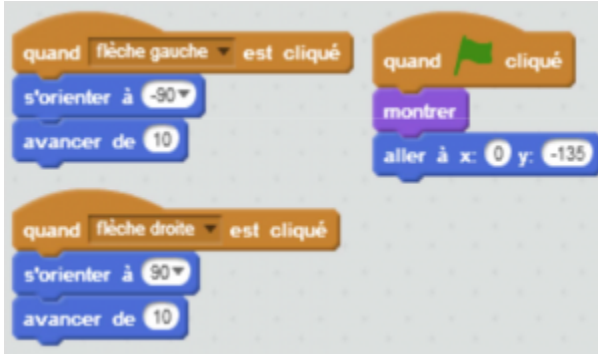 quand flèche gauche est cliqué
s'orienter à -90
avancer de 10
quand cliqué
montrer
aller à x: 0 y: -135
quand flèche droite est cliqué
s'orienter à 90
avancer de 10